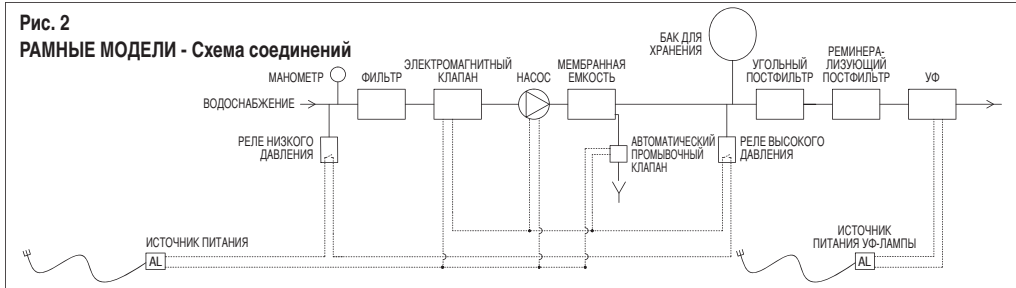 Рис. 2
РАМНЫЕ МОДЕЛИ - Схема соединений
БАК ДЛЯ
ХРАНЕНИЯ
МАНОМЕТР
ФИЛЬТР
ЭЛЕКТРОМАГНИТНЫЙ
КЛАПАН
НАСОС
МЕМБРАННАЯ
ЕМКОСТЬ
УГОЛЬНЫЙ
ПОСТФИЛЬТР
РЕМИНЕРА-
ЛИЗУЮЩИЙ
ПОСТФИЛЬТР
УФ
ВОДОСНАБЖЕНИЕ
РЕЛЕ НИЗКОГО
ДАВЛЕНИЯ
АВТОМАТИЧЕСКИЙ
ПРОМЫВОЧНЫЙ
КЛАПАН
РЕЛЕ ВЫСОКОГО
ДАВЛЕНИЯ
ИСТОЧНИК ПИТАНИЯ
AL
ИСТОЧНИК
ПИТАНИЯ УФ-ЛАМПЫ
AL